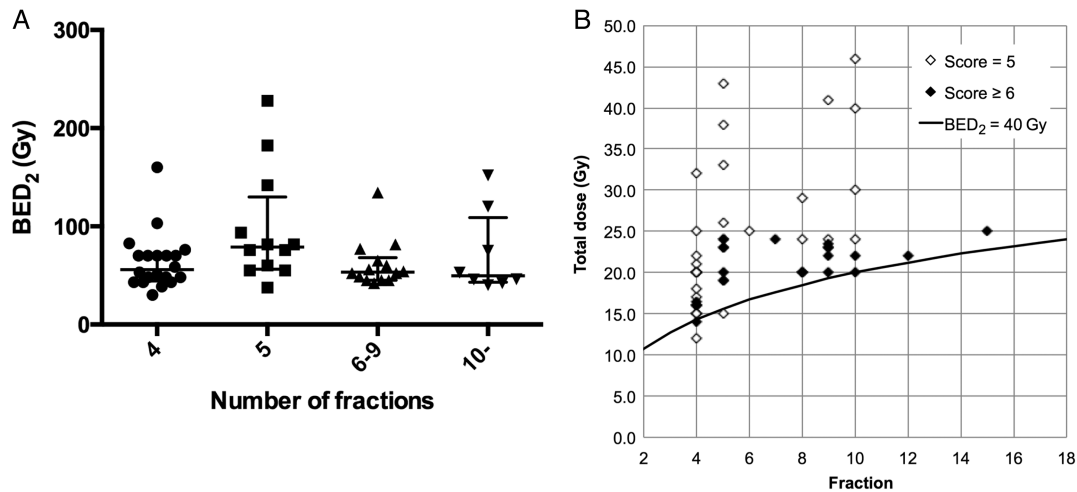 A
300
200
100
0
BED2 (Gy)
4
5
6-9
10-
Number of fractions
B
50.0
45.0
40.0
35.0
30.0
25.0
20.0
15.0
10.0
5.0
0.0
Total dose (Gy)
Score = 5
Score ≥ 6
BED2 = 40 Gy
2 4 6 8 10 12 14 16 18
Fraction